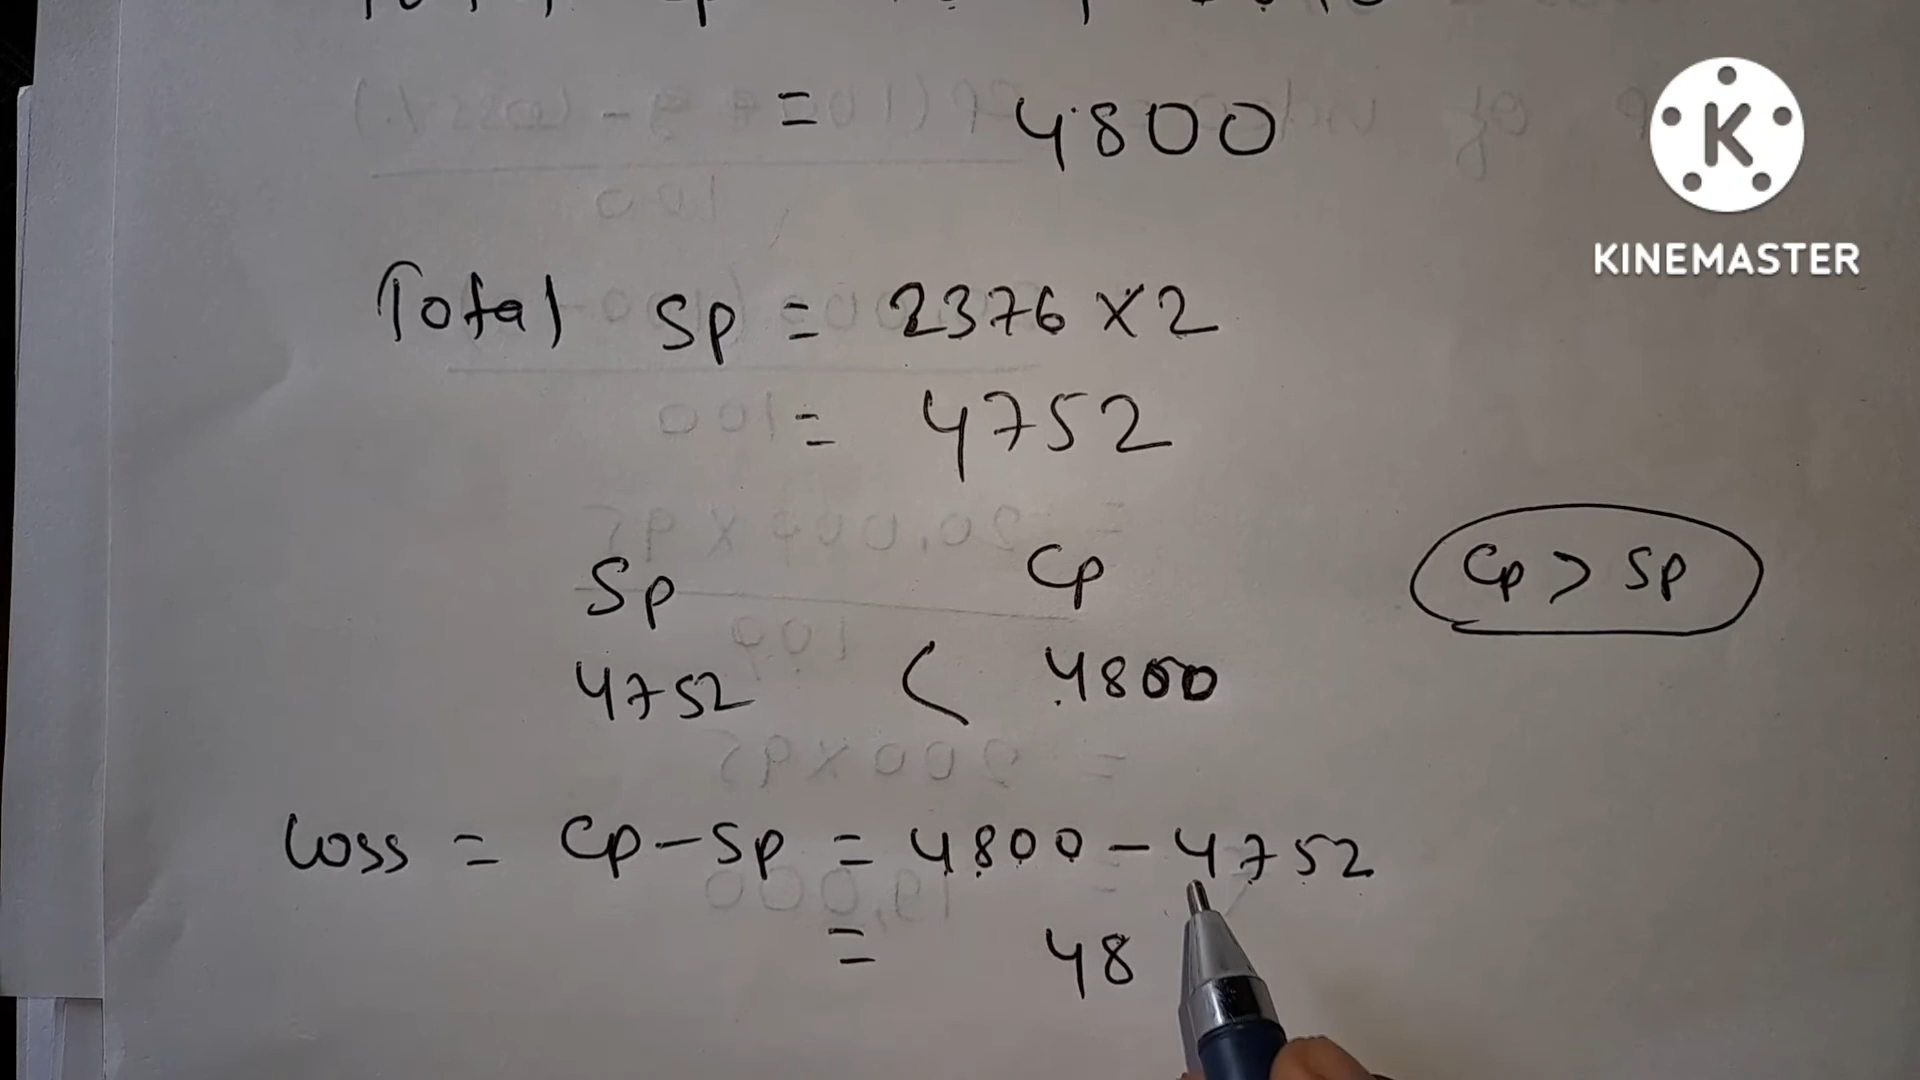 = 4800
K
KINEMASTER
Total SP = 2376 × 2
= 4752
SP CP
CP > SP
4752 < 4800
Loss = CP - SP = 4800 - 4752
= 48